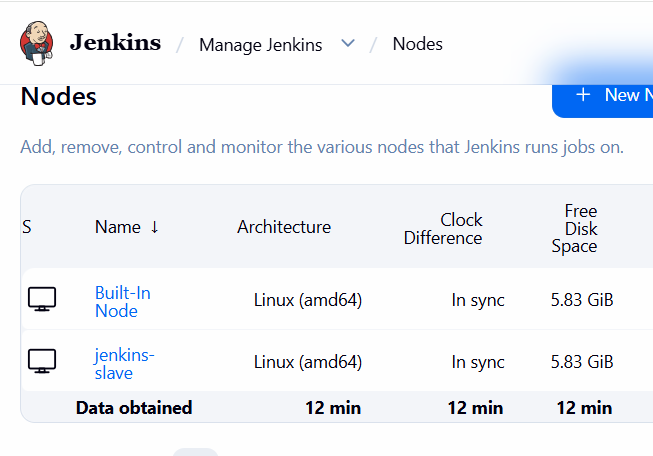 Jenkins / Manage Jenkins / Nodes
Nodes
+ New N
Add, remove, control and monitor the various nodes that Jenkins runs jobs on.
S Name ↓ Architecture Clock Difference Free Disk Space
Built-In Node Linux (amd64) In sync 5.83 GiB
jenkins-slave Linux (amd64) In sync 5.83 GiB
Data obtained 12 min 12 min 12 min